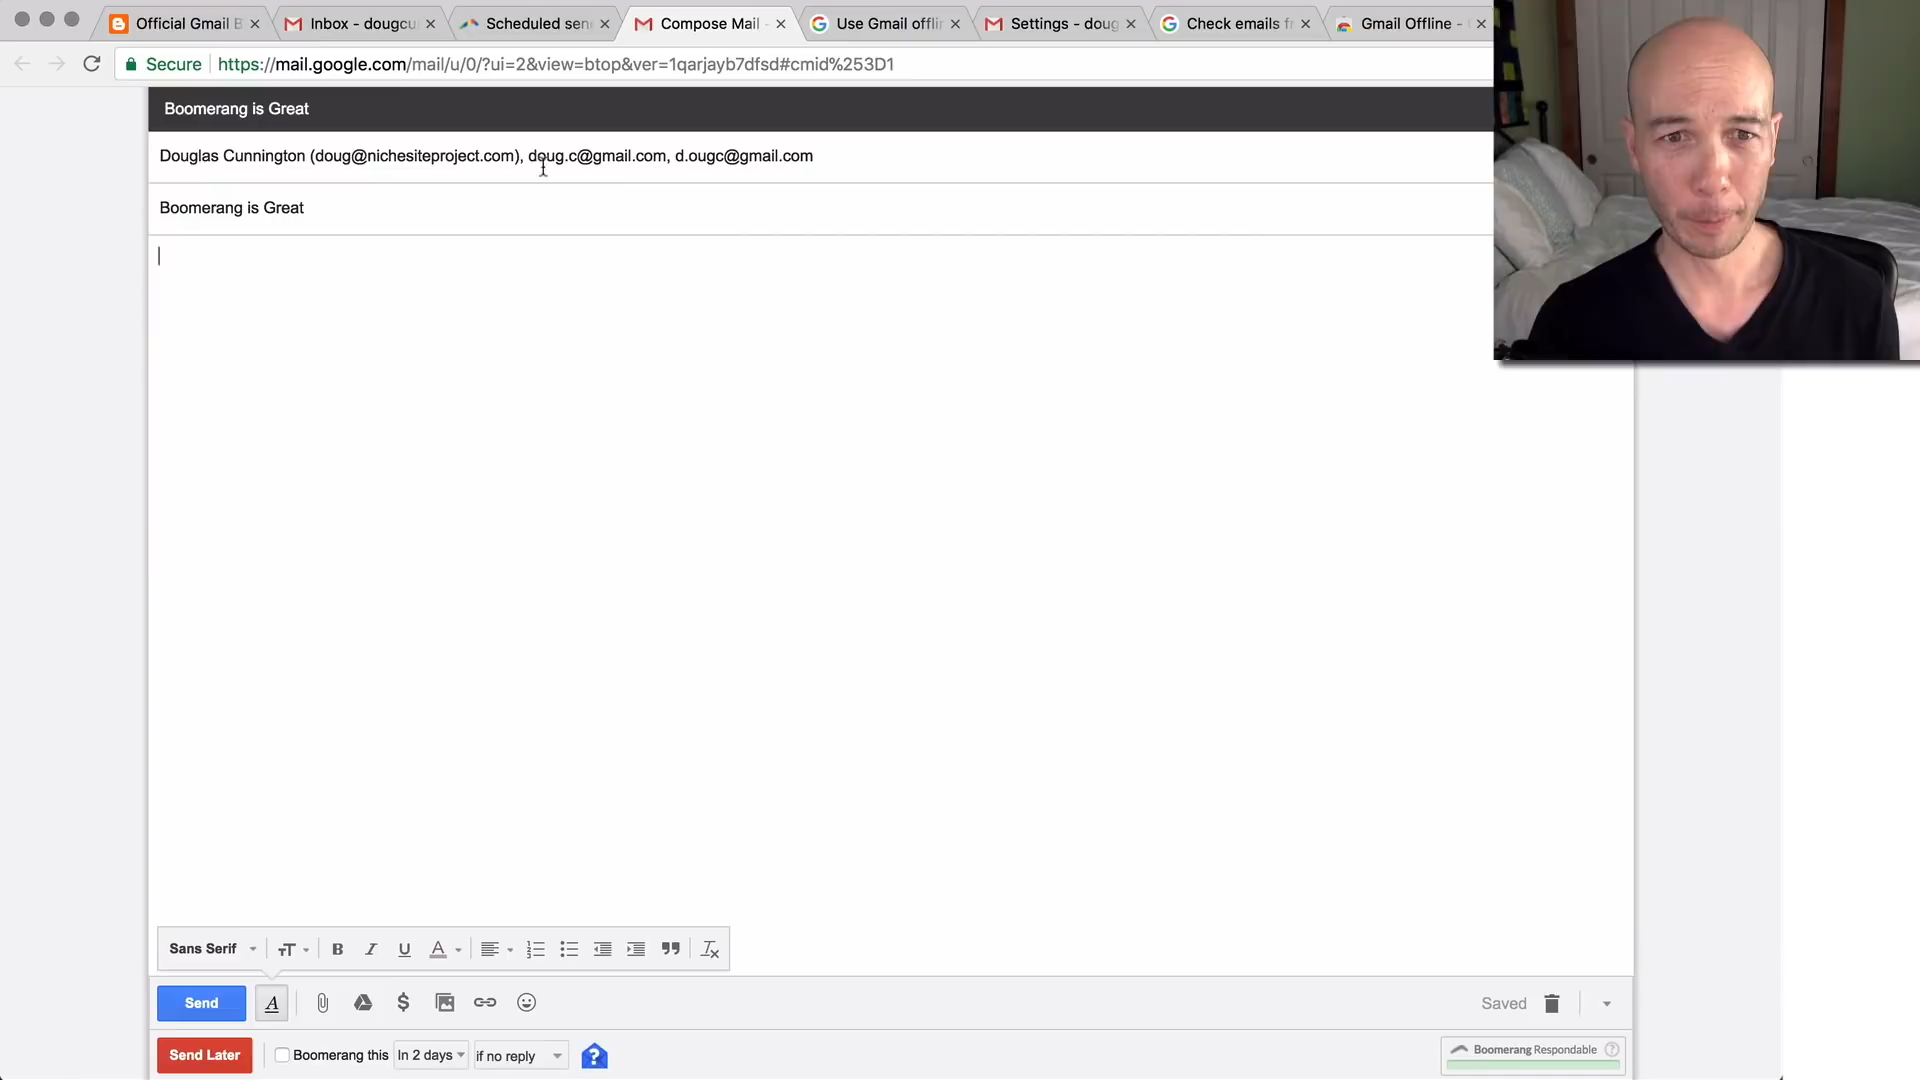 Official Gmail B
Inbox - dougcu
Scheduled sen
Compose Mail -
Use Gmail offli
Settings - doug
Check emails fr
Gmail Offline -
Secure
https://mail.google.com/mail/u/0/?ui=2&view=btop&ver=1qarjayb7dfsd#cmid%253D1
Boomerang is Great
Douglas Cunnington (doug@nichesiteproject.com), doug.c@gmail.com, d.ougc@gmail.com
Boomerang is Great
Sans Serif
Send
Saved
Send Later
Boomerang this
In 2 days
if no reply
Boomerang Respondable